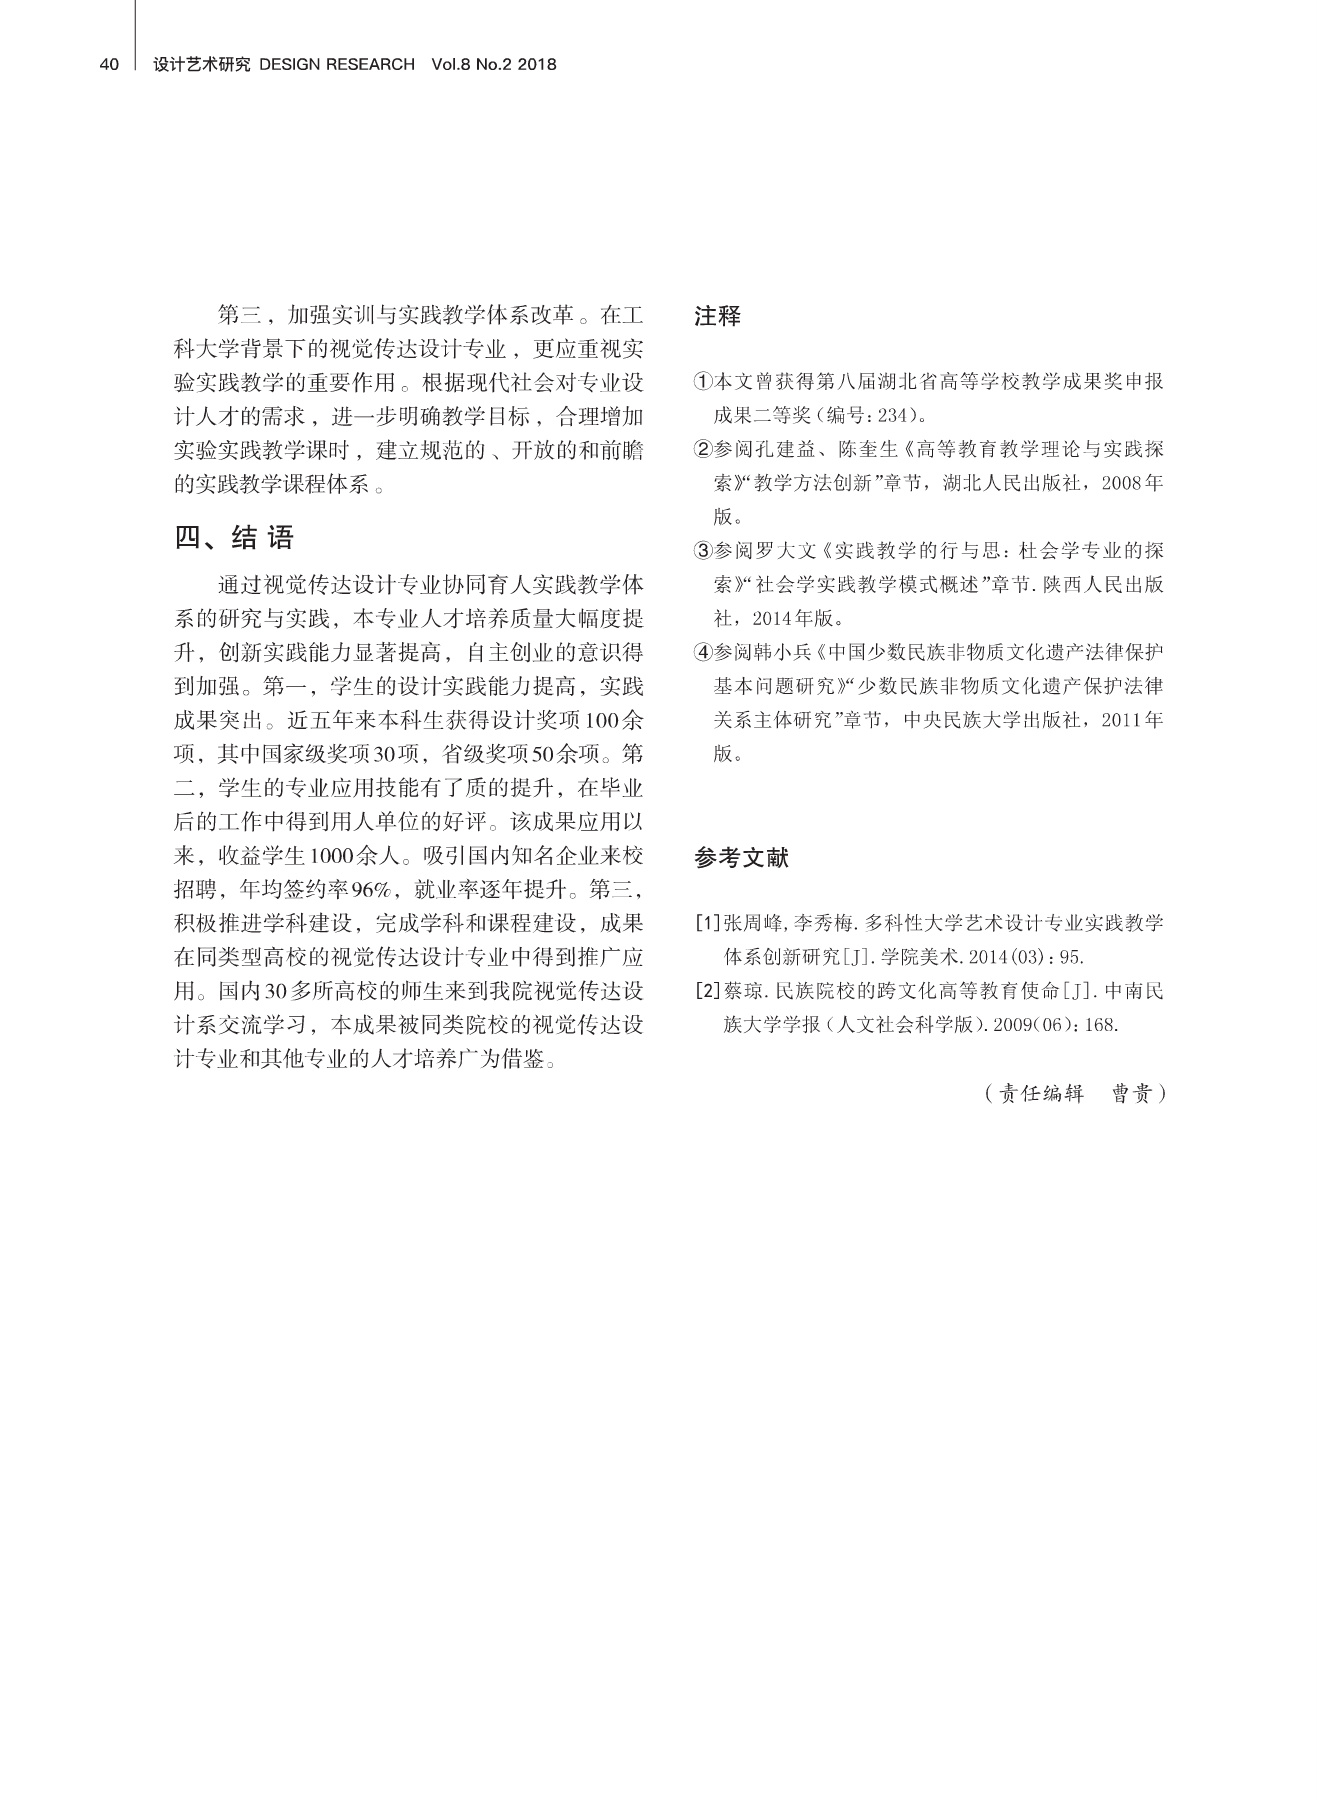 40 设计艺术研究 DESIGN RESEARCH Vol.8 No.2 2018
第三，加强实训与实践教学体系改革。在工
科大学背景下的视觉传达设计专业，更应重视实
验实践教学的重要作用。根据现代社会对专业设
计人才的需求，进一步明确教学目标，合理增加
实验实践教学课时，建立规范的、开放的和前瞻
的实践教学课程体系。
四、结 语
通过视觉传达设计专业协同育人实践教学体
系的研究与实践，本专业人才培养质量大幅度提
升，创新实践能力显著提高，自主创业的意识得
到加强。第一，学生的设计实践能力提高，实践
成果突出。近五年来本科生获得设计奖项100余
项，其中国家级奖项30项，省级奖项50余项。第
二，学生的专业应用技能有了质的提升，在毕业
后的工作中得到用人单位的好评。该成果应用以
来，收益学生1000余人。吸引国内知名企业来校
招聘，年均签约率96%，就业率逐年提升。第三，
积极推进学科建设，完成学科和课程建设，成果
在同类型高校的视觉传达设计专业中得到推广应
用。国内30多所高校的师生来到我院视觉传达设
计系交流学习，本成果被同类院校的视觉传达设
计专业和其他专业的人才培养广为借鉴。
注释
①本文曾获得第八届湖北省高等学校教学成果奖申报
成果二等奖（编号：234）。
②参阅孔建益、陈奎生《高等教育教学理论与实践探
索》“教学方法创新”章节，湖北人民出版社，2008年
版。
③参阅罗大文《实践教学的行与思：杜会学专业的探
索》“社会学实践教学模式概述”章节. 陕西人民出版
社，2014年版。
④参阅韩小兵《中国少数民族非物质文化遗产法律保护
基本问题研究》“少数民族非物质文化遗产保护法律
关系主体研究”章节，中央民族大学出版社，2011年
版。
参考文献
[1]张周峰, 李秀梅. 多科性大学艺术设计专业实践教学
体系创新研究[J]. 学院美术. 2014(03)：95.
[2]蔡琼. 民族院校的跨文化高等教育使命[J]. 中南民
族大学学报（人文社会科学版). 2009(06)：168.
（责任编辑 曹贵）